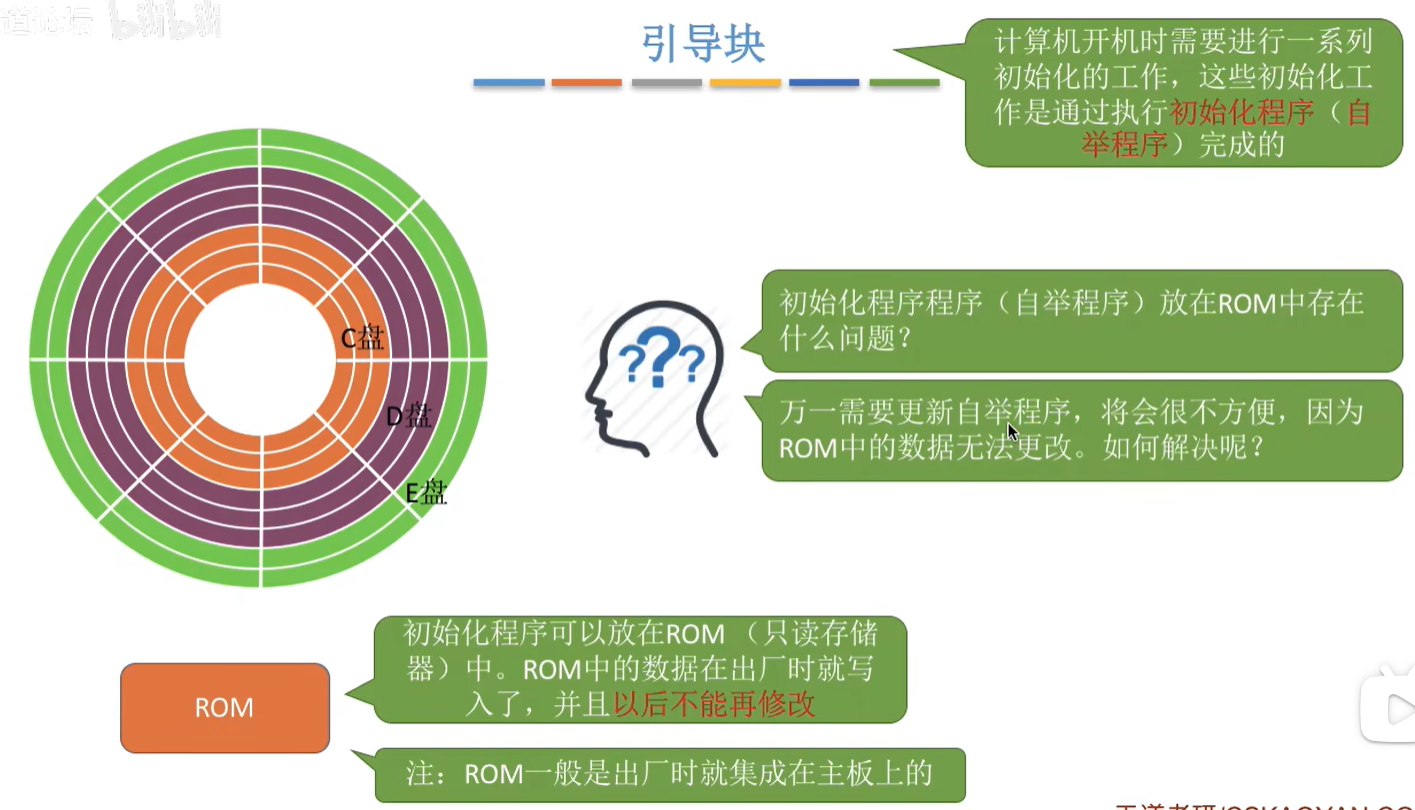 道论坛 bilibili
引导块
计算机开机时需要进行一系列
初始化的工作，这些初始化工
作是通过执行初始化程序（自
举程序）完成的
C盘
D盘
E盘
???
初始化程序程序（自举程序）放在ROM中存在
什么问题？
万一需要更新自举程序，将会很不方便，因为
ROM中的数据无法更改。如何解决呢？
ROM
初始化程序可以放在ROM （只读存储
器）中。ROM中的数据在出厂时就写
入了，并且以后不能再修改
注：ROM一般是出厂时就集成在主板上的